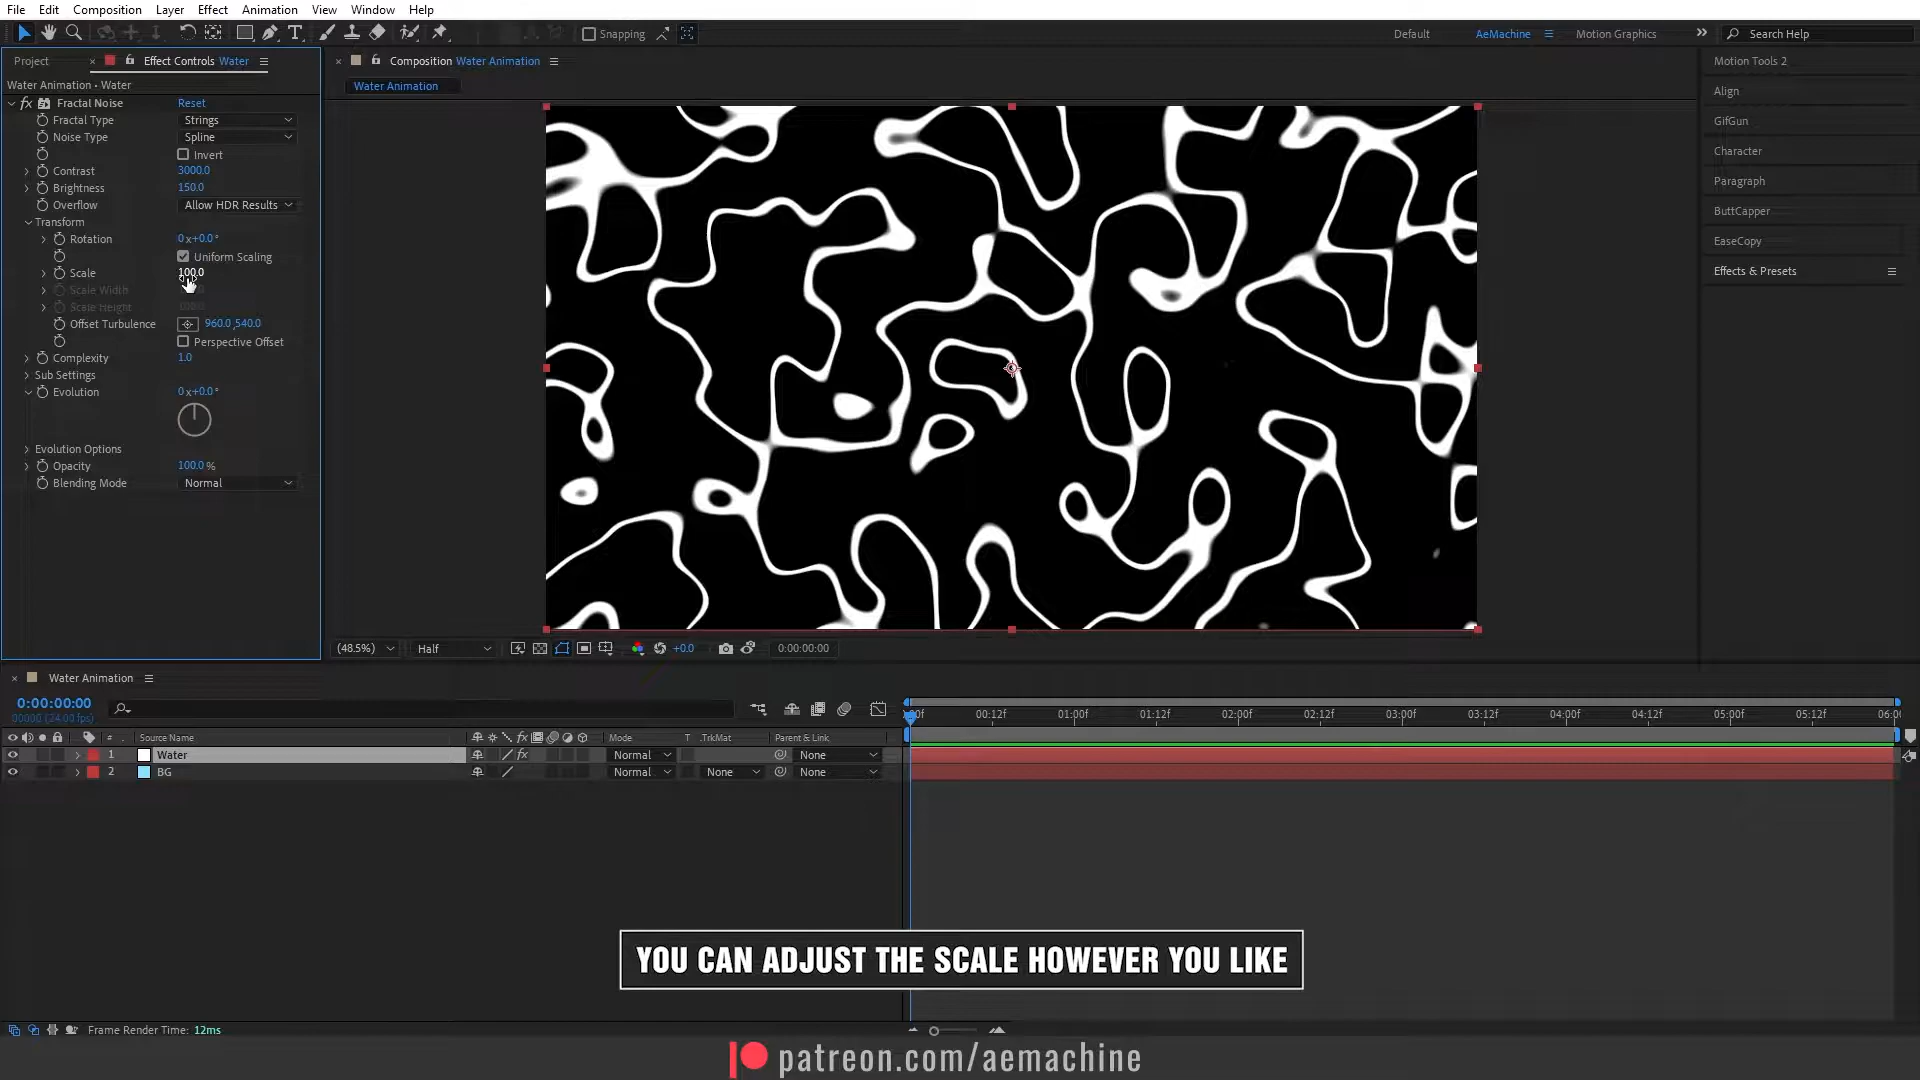 File Edit Composition Layer Effect Animation View Window Help
Snapping
Default AeMachine Motion Graphics Search Help
Project Effect Controls Water
Composition Water Animation
Water Animation
Water Animation • Water
Fractal Noise Reset
Fractal Type Strings
Noise Type Spline
Invert
Contrast 3000.0
Brightness 150.0
Overflow Allow HDR Results
Transform
Rotation 0x+0.0°
Uniform Scaling
Scale 100.0
Scale Width
Scale Height
Offset Turbulence 960.0,540.0
Perspective Offset
Complexity 1.0
Sub Settings
Evolution 0x+0.0°
Evolution Options
Opacity 100.0 %
Blending Mode Normal
Motion Tools 2
Align
GifGun
Character
Paragraph
ButtCapper
EaseCopy
Effects & Presets
(48.5%) Half +0.0 0:00:00:00
Water Animation
0:00:00:00
00000 (24.00 fps)
00:12f 01:00f 01:12f 02:00f 02:12f 03:00f 03:12f 04:00f 04:12f 05:00f 05:12f
# Source Name Mode T .TrkMat Parent & Link
1 Water Normal None
2 BG Normal None None
YOU CAN ADJUST THE SCALE HOWEVER YOU LIKE
Frame Render Time: 12ms
patreon.com/aemachine